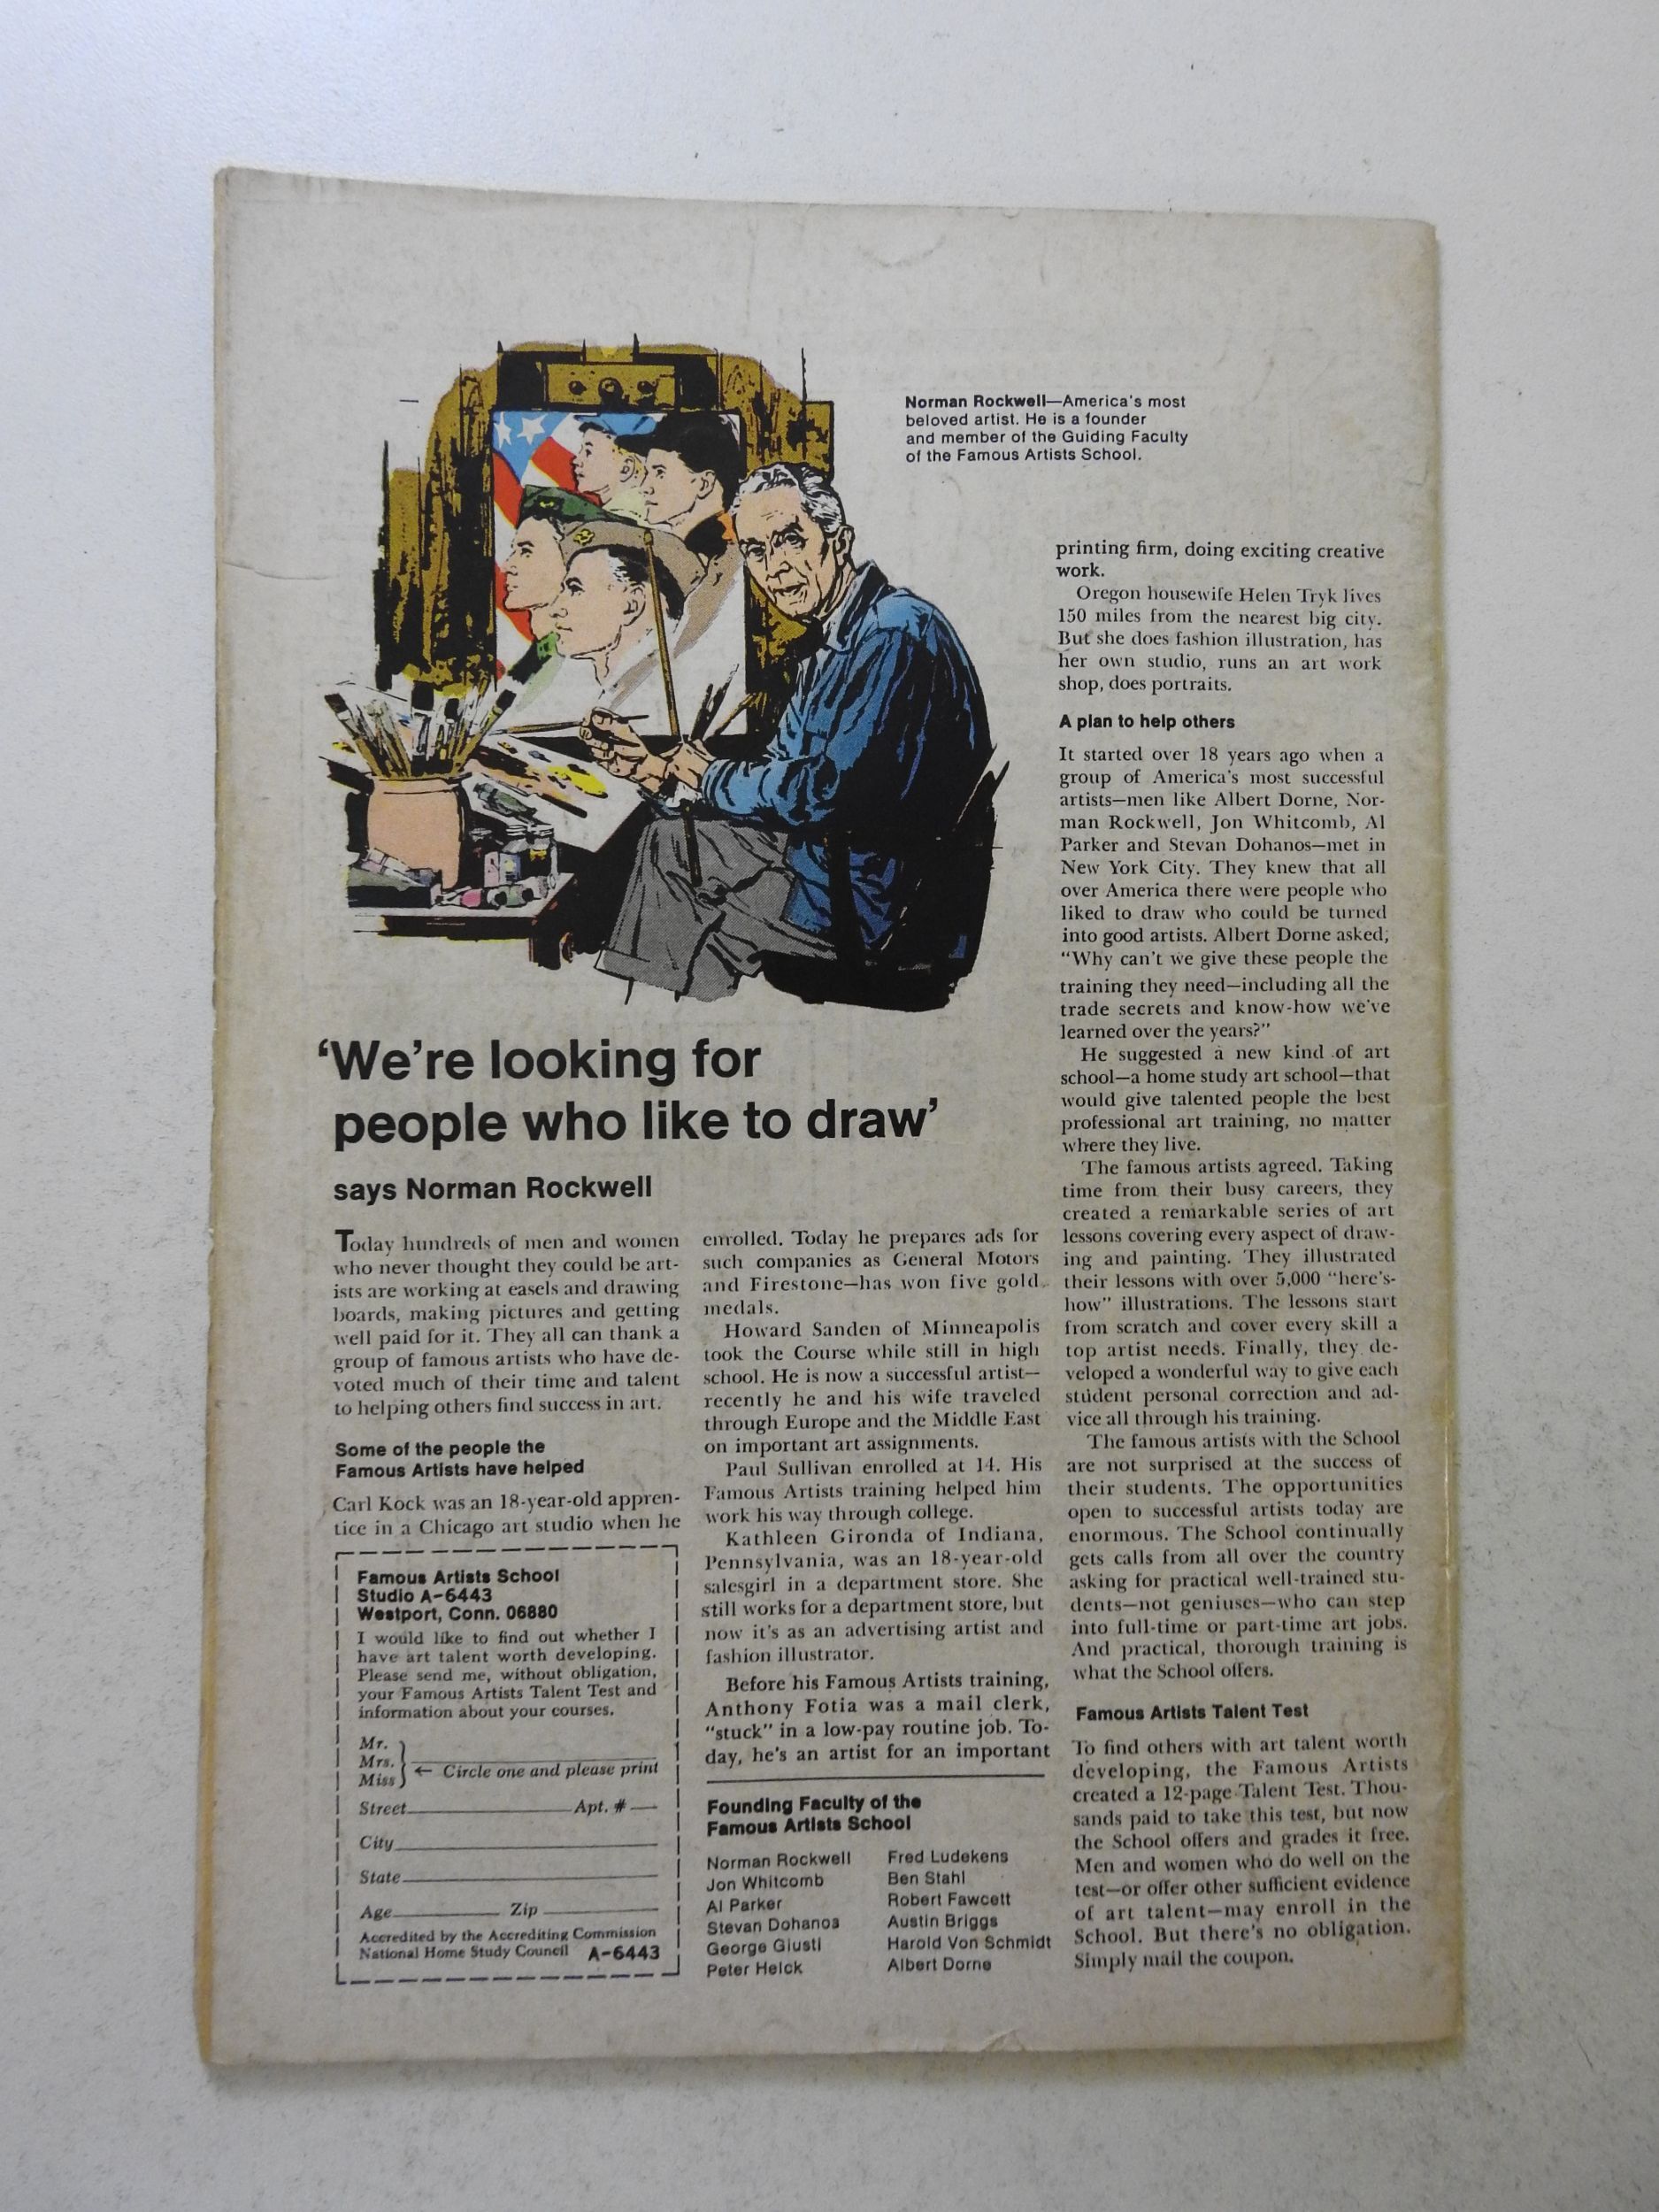 Norman Rockwell—America's most
beloved artist. He is a founder
and member of the Guiding Faculty
of the Famous Artists School.
'We're looking for
people who like to draw'
says Norman Rockwell
Today hundreds of men and women
who never thought they could be art-
ists are working at easels and drawing
boards, making pictures and getting
well paid for it. They all can thank a
group of famous artists who have de-
voted much of their time and talent
to helping others find success in art.
Some of the people the
Famous Artists have helped
Carl Kock was an 18-year-old appren-
tice in a Chicago art studio when he
enrolled. Today he prepares ads for
such companies as General Motors
and Firestone—has won five gold
medals.
Howard Sanden of Minneapolis
took the Course while still in high
school. He is now a successful artist—
recently he and his wife traveled
through Europe and the Middle East
on important art assignments.
Paul Sullivan enrolled at 14. His
Famous Artists training helped him
work his way through college.
Kathleen Gironda of Indiana,
Pennsylvania, was an 18-year-old
salesgirl in a department store. She
still works for a department store, but
now it's as an advertising artist and
fashion illustrator.
Before his Famous Artists training,
Anthony Fotia was a mail clerk,
"stuck" in a low-pay routine job. To-
day, he's an artist for an important
printing firm, doing exciting creative
work.
Oregon housewife Helen Tryk lives
150 miles from the nearest big city.
But she does fashion illustration, has
her own studio, runs an art work
shop, does portraits.
A plan to help others
It started over 18 years ago when a
group of America's most successful
artists—men like Albert Dorne, Nor-
man Rockwell, Jon Whitcomb, Al
Parker and Stevan Dohanos—met in
New York City. They knew that all
over America there were people who
liked to draw who could be turned
into good artists. Albert Dorne asked,
"Why can't we give these people the
training they need—including all the
trade secrets and know-how we've
learned over the years?"
He suggested a new kind of art
school—a home study art school—that
would give talented people the best
professional art training, no matter
where they live.
The famous artists agreed. Taking
time from their busy careers, they
created a remarkable series of art
lessons covering every aspect of draw-
ing and painting. They illustrated
their lessons with over 5,000 "here's-
how" illustrations. The lessons start
from scratch and cover every skill a
top artist needs. Finally, they de-
veloped a wonderful way to give each
student personal correction and ad-
vice all through his training.
The famous artists with the School
are not surprised at the success of
their students. The opportunities
open to successful artists today are
enormous. The School continually
gets calls from all over the country
asking for practical well-trained stu-
dents—not geniuses—who can step
into full-time or part-time art jobs.
And practical, thorough training is
what the School offers.
Famous Artists Talent Test
To find others with art talent worth
developing, the Famous Artists
created a 12-page Talent Test. Thou-
sands paid to take this test, but now
the School offers and grades it free.
Men and women who do well on the
test—or offer other sufficient evidence
of art talent—may enroll in the
School. But there's no obligation.
Simply mail the coupon.
Famous Artists School
Studio A-6443
Westport, Conn. 06880
I would like to find out whether I
have art talent worth developing.
Please send me, without obligation,
your Famous Artists Talent Test and
information about your courses.
Mr.
Mrs.
Miss
← Circle one and please print
Street Apt. #
City
State
Age Zip
Accredited by the Accrediting Commission
National Home Study Council A-6443
Founding Faculty of the
Famous Artists School
Norman Rockwell
Jon Whitcomb
Al Parker
Stevan Dohanos
George Giusti
Peter Helck
Fred Ludekens
Ben Stahl
Robert Fawcett
Austin Briggs
Harold Von Schmidt
Albert Dorne